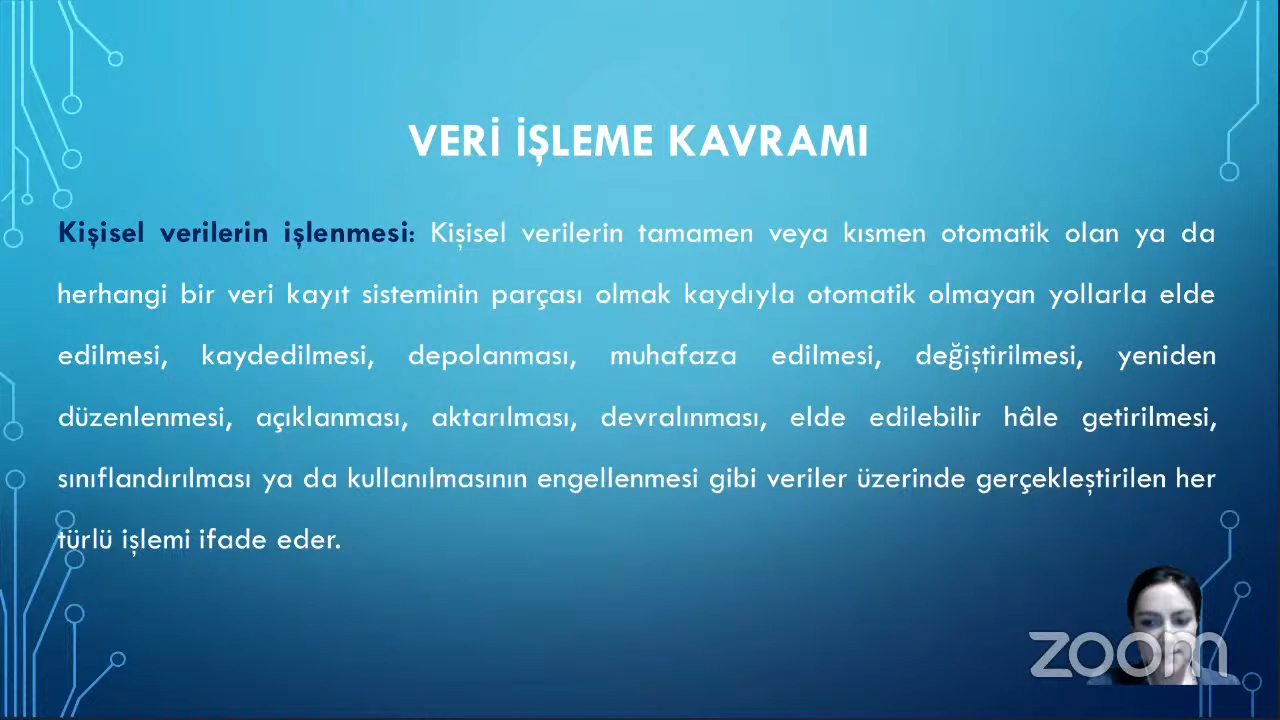 VERİ İŞLEME KAVRAMI
Kişisel verilerin işlenmesi: Kişisel verilerin tamamen veya kısmen otomatik olan ya da
herhangi bir veri kayıt sisteminin parçası olmak kaydıyla otomatik olmayan yollarla elde
edilmesi, kaydedilmesi, depolanması, muhafaza edilmesi, değiştirilmesi, yeniden
düzenlenmesi, açıklanması, aktarılması, devralınması, elde edilebilir hâle getirilmesi,
sınıflandırılması ya da kullanılmasının engellenmesi gibi veriler üzerinde gerçekleştirilen her
türlü işlemi ifade eder.
zoom